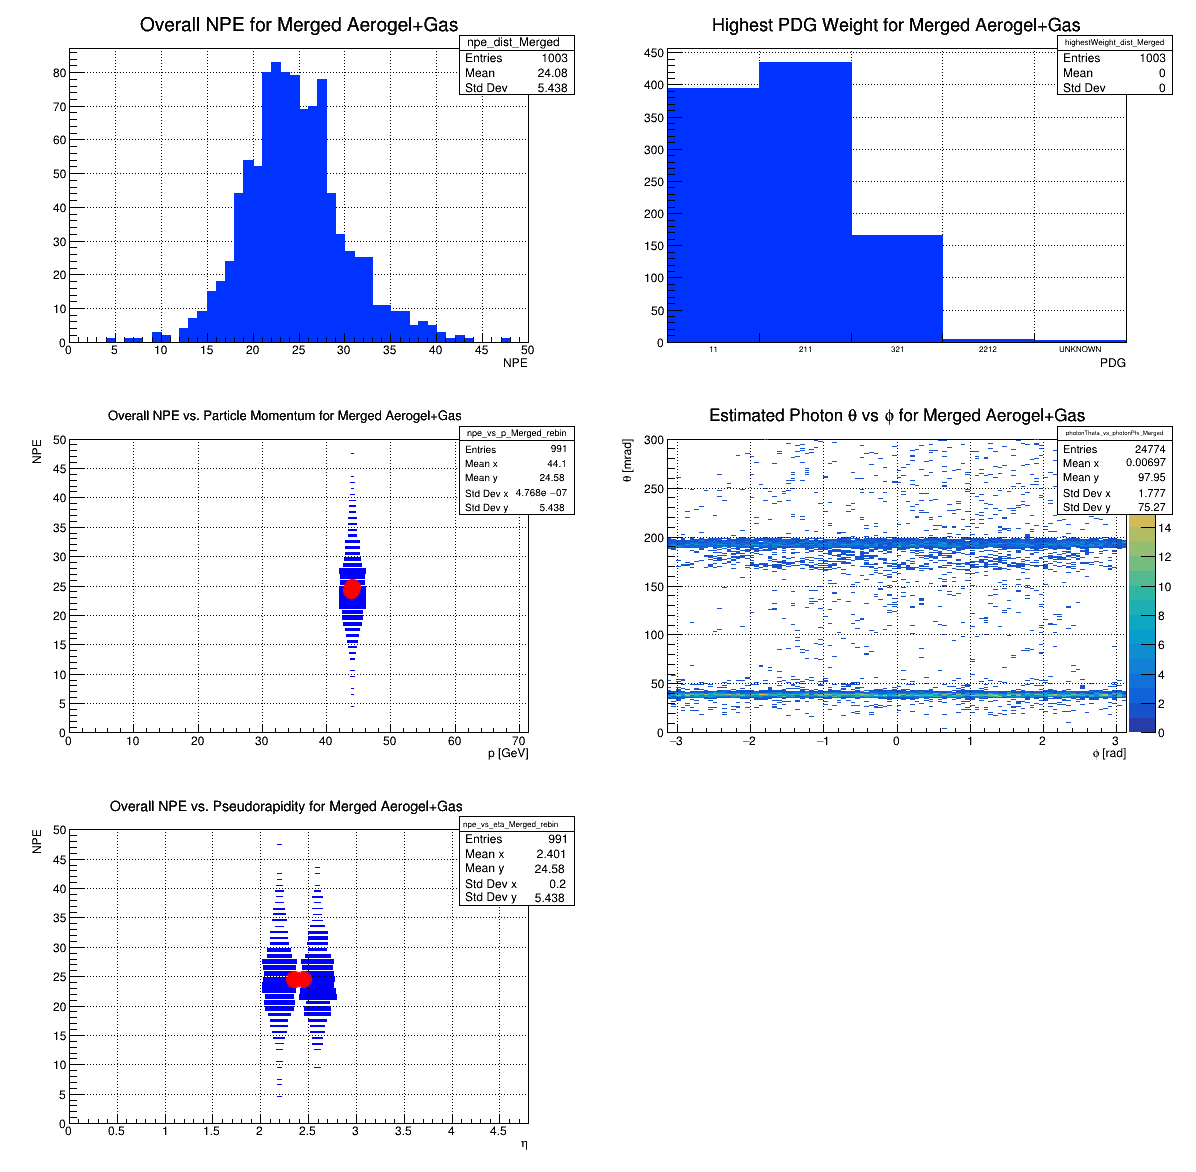 Overall NPE for Merged Aerogel+Gas
npe_dist_Merged
Entries 1003
Mean 24.08
Std Dev 5.438
80
70
60
50
40
30
20
10
0
0 5 10 15 20 25 30 35 40 45 50
NPE
Highest PDG Weight for Merged Aerogel+Gas
highestWeight_dist_Merged
Entries 1003
Mean 0
Std Dev 0
450
400
350
300
250
200
150
100
50
0
11 211 321 2212 UNKNOWN
PDG
Overall NPE vs. Particle Momentum for Merged Aerogel+Gas
npe_vs_p_Merged_rebin
Entries 991
Mean x 44.1
Mean y 24.58
Std Dev x 4.768e −07
Std Dev y 5.438
NPE
50
45
40
35
30
25
20
15
10
5
0
0 10 20 30 40 50 60 70
p [GeV]
Estimated Photon θ vs ϕ for Merged Aerogel+Gas
photonTheta_vs_photonPhi_Merged
Entries 24774
Mean x 0.00697
Mean y 97.95
Std Dev x 1.777
Std Dev y 75.27
θ [mrad]
300
250
200
150
100
50
0
−3 −2 −1 0 1 2 3
ϕ [rad]
14
12
10
8
6
4
2
0
Overall NPE vs. Pseudorapidity for Merged Aerogel+Gas
npe_vs_eta_Merged_rebin
Entries 991
Mean x 2.401
Mean y 24.58
Std Dev x 0.2
Std Dev y 5.438
NPE
50
45
40
35
30
25
20
15
10
5
0
0 0.5 1 1.5 2 2.5 3 3.5 4 4.5
η